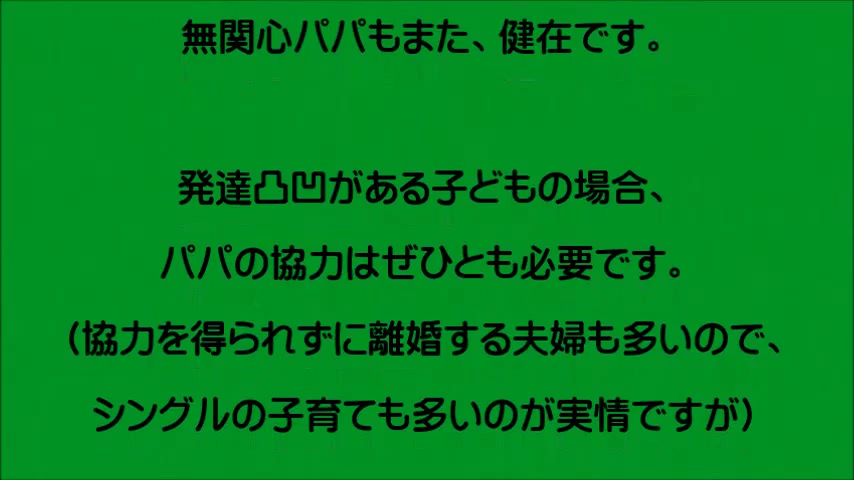 無関心パパもまた、健在です。
発達凸凹がある子どもの場合、
パパの協力はぜひとも必要です。
（協力を得られずに離婚する夫婦も多いので、
シングルの子育ても多いのが実情ですが）